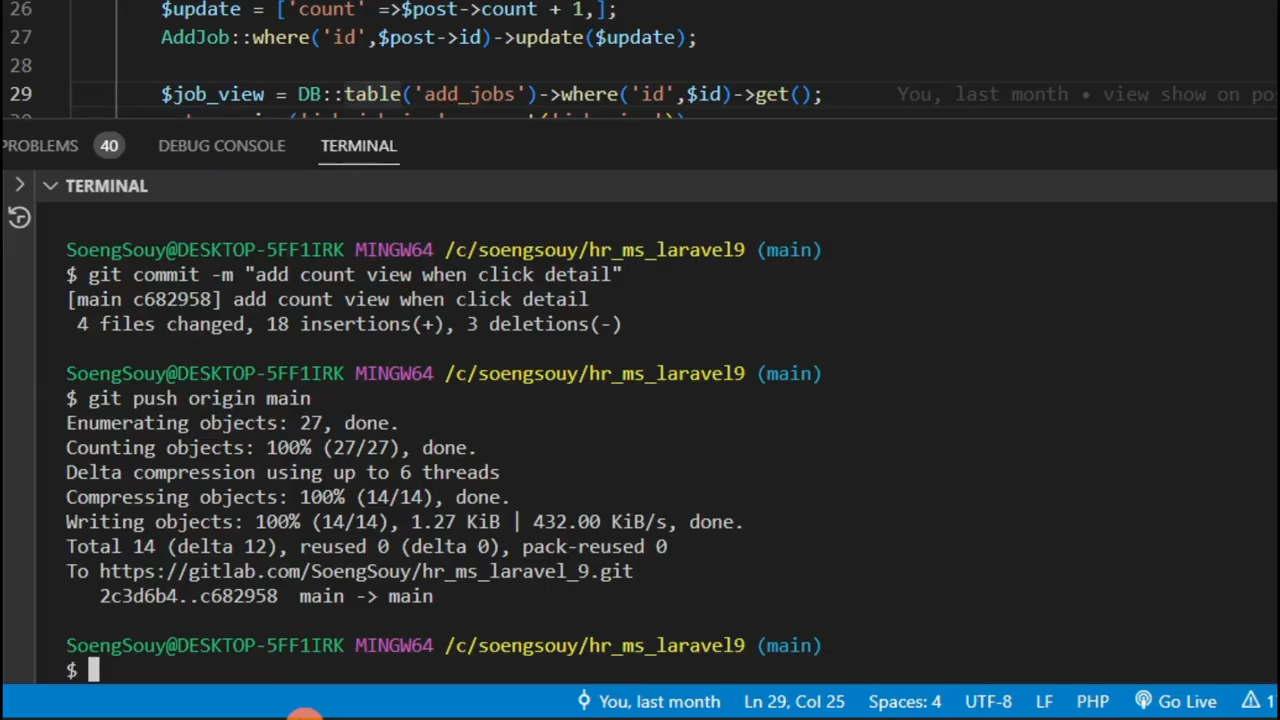 26 $update = ['count' =>$post->count + 1,];
27 AddJob::where('id',$post->id)->update($update);
28
29 $job_view = DB::table('add_jobs')->where('id',$id)->get(); You, last month • view show on po
PROBLEMS 40 DEBUG CONSOLE TERMINAL
TERMINAL
SoengSouy@DESKTOP-5FF1IRK MINGW64 /c/soengsouy/hr_ms_laravel9 (main)
$ git commit -m "add count view when click detail"
[main c682958] add count view when click detail
4 files changed, 18 insertions(+), 3 deletions(-)
SoengSouy@DESKTOP-5FF1IRK MINGW64 /c/soengsouy/hr_ms_laravel9 (main)
$ git push origin main
Enumerating objects: 27, done.
Counting objects: 100% (27/27), done.
Delta compression using up to 6 threads
Compressing objects: 100% (14/14), done.
Writing objects: 100% (14/14), 1.27 KiB | 432.00 KiB/s, done.
Total 14 (delta 12), reused 0 (delta 0), pack-reused 0
To https://gitlab.com/SoengSouy/hr_ms_laravel_9.git
2c3d6b4..c682958 main -> main
SoengSouy@DESKTOP-5FF1IRK MINGW64 /c/soengsouy/hr_ms_laravel9 (main)
$
You, last month Ln 29, Col 25 Spaces: 4 UTF-8 LF PHP Go Live 1